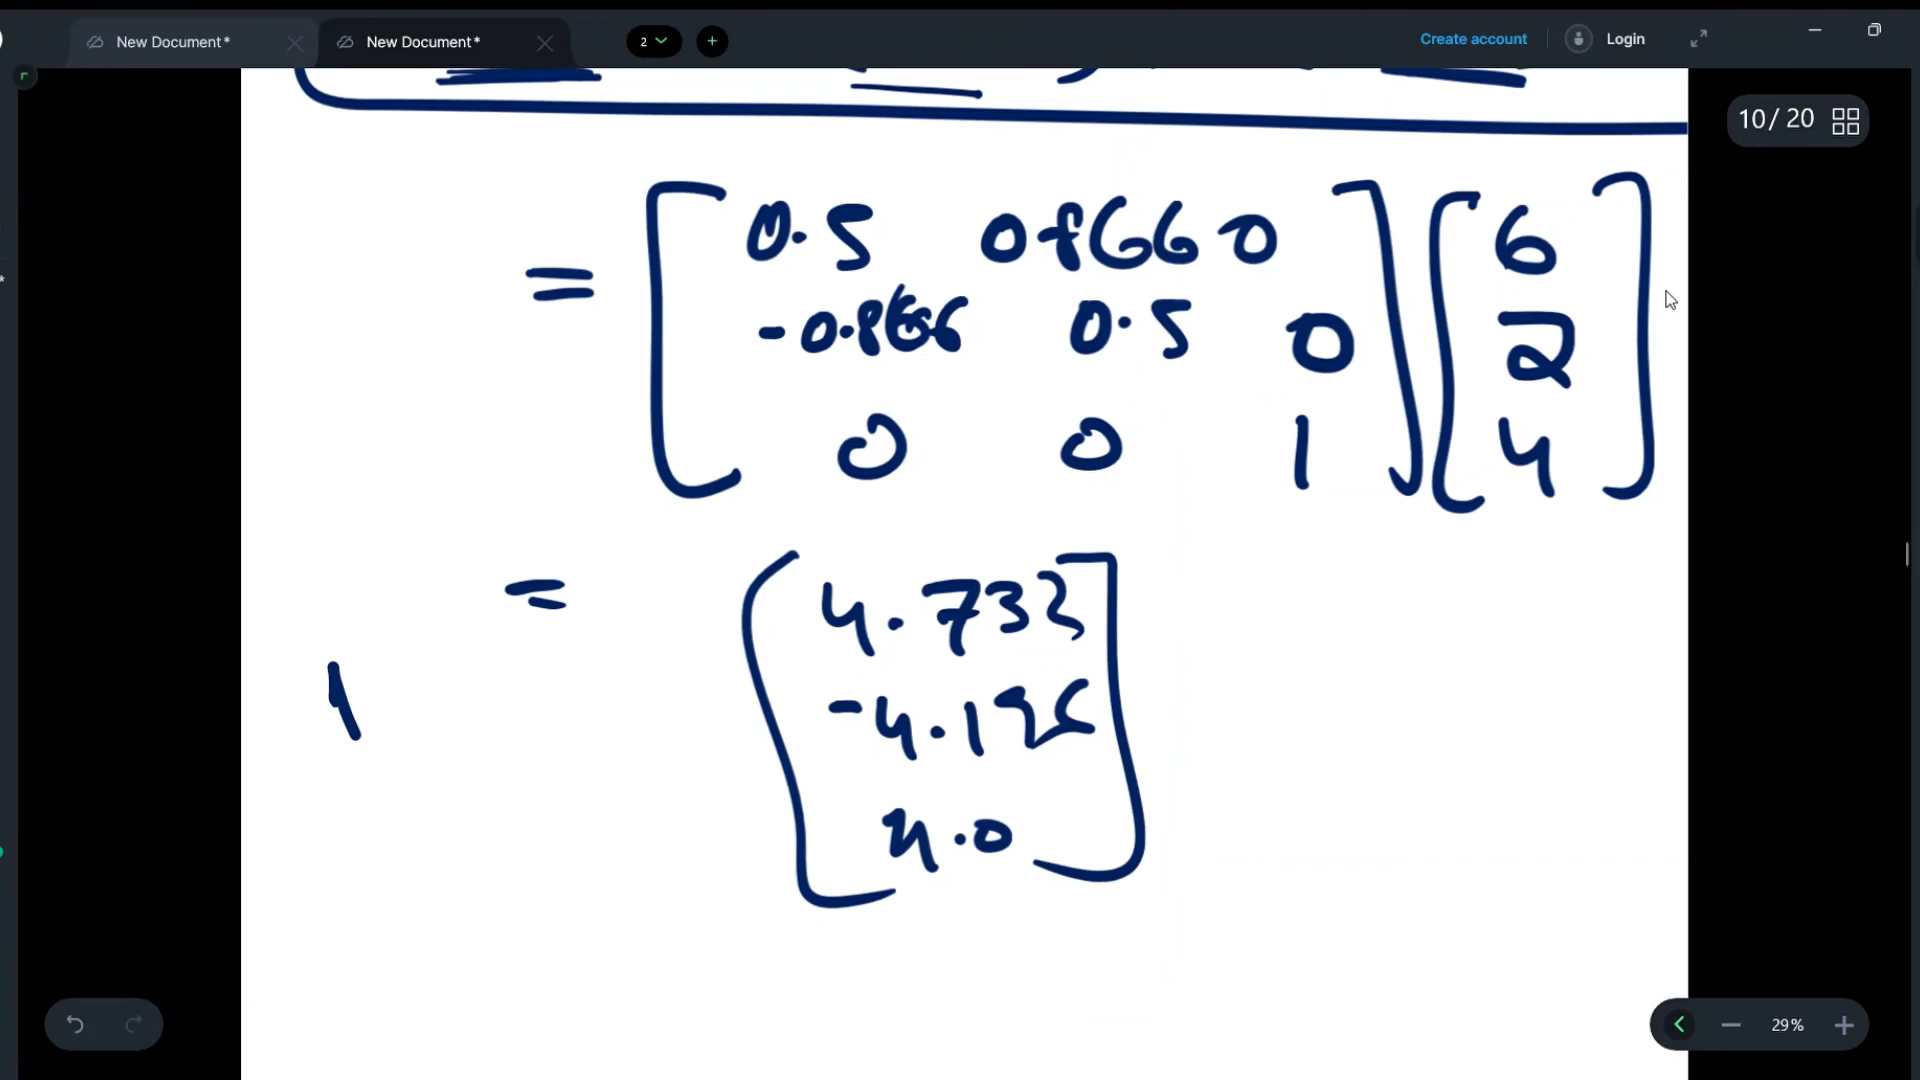 New Document* New Document* 2 Create account Login
10/ 20
= [ 0.5 0.866 0 ] [ 6 ]
-0.866 0.5 0 2
0 0 1 4
= [ 4.733 ]
-4.196
4.0
29%